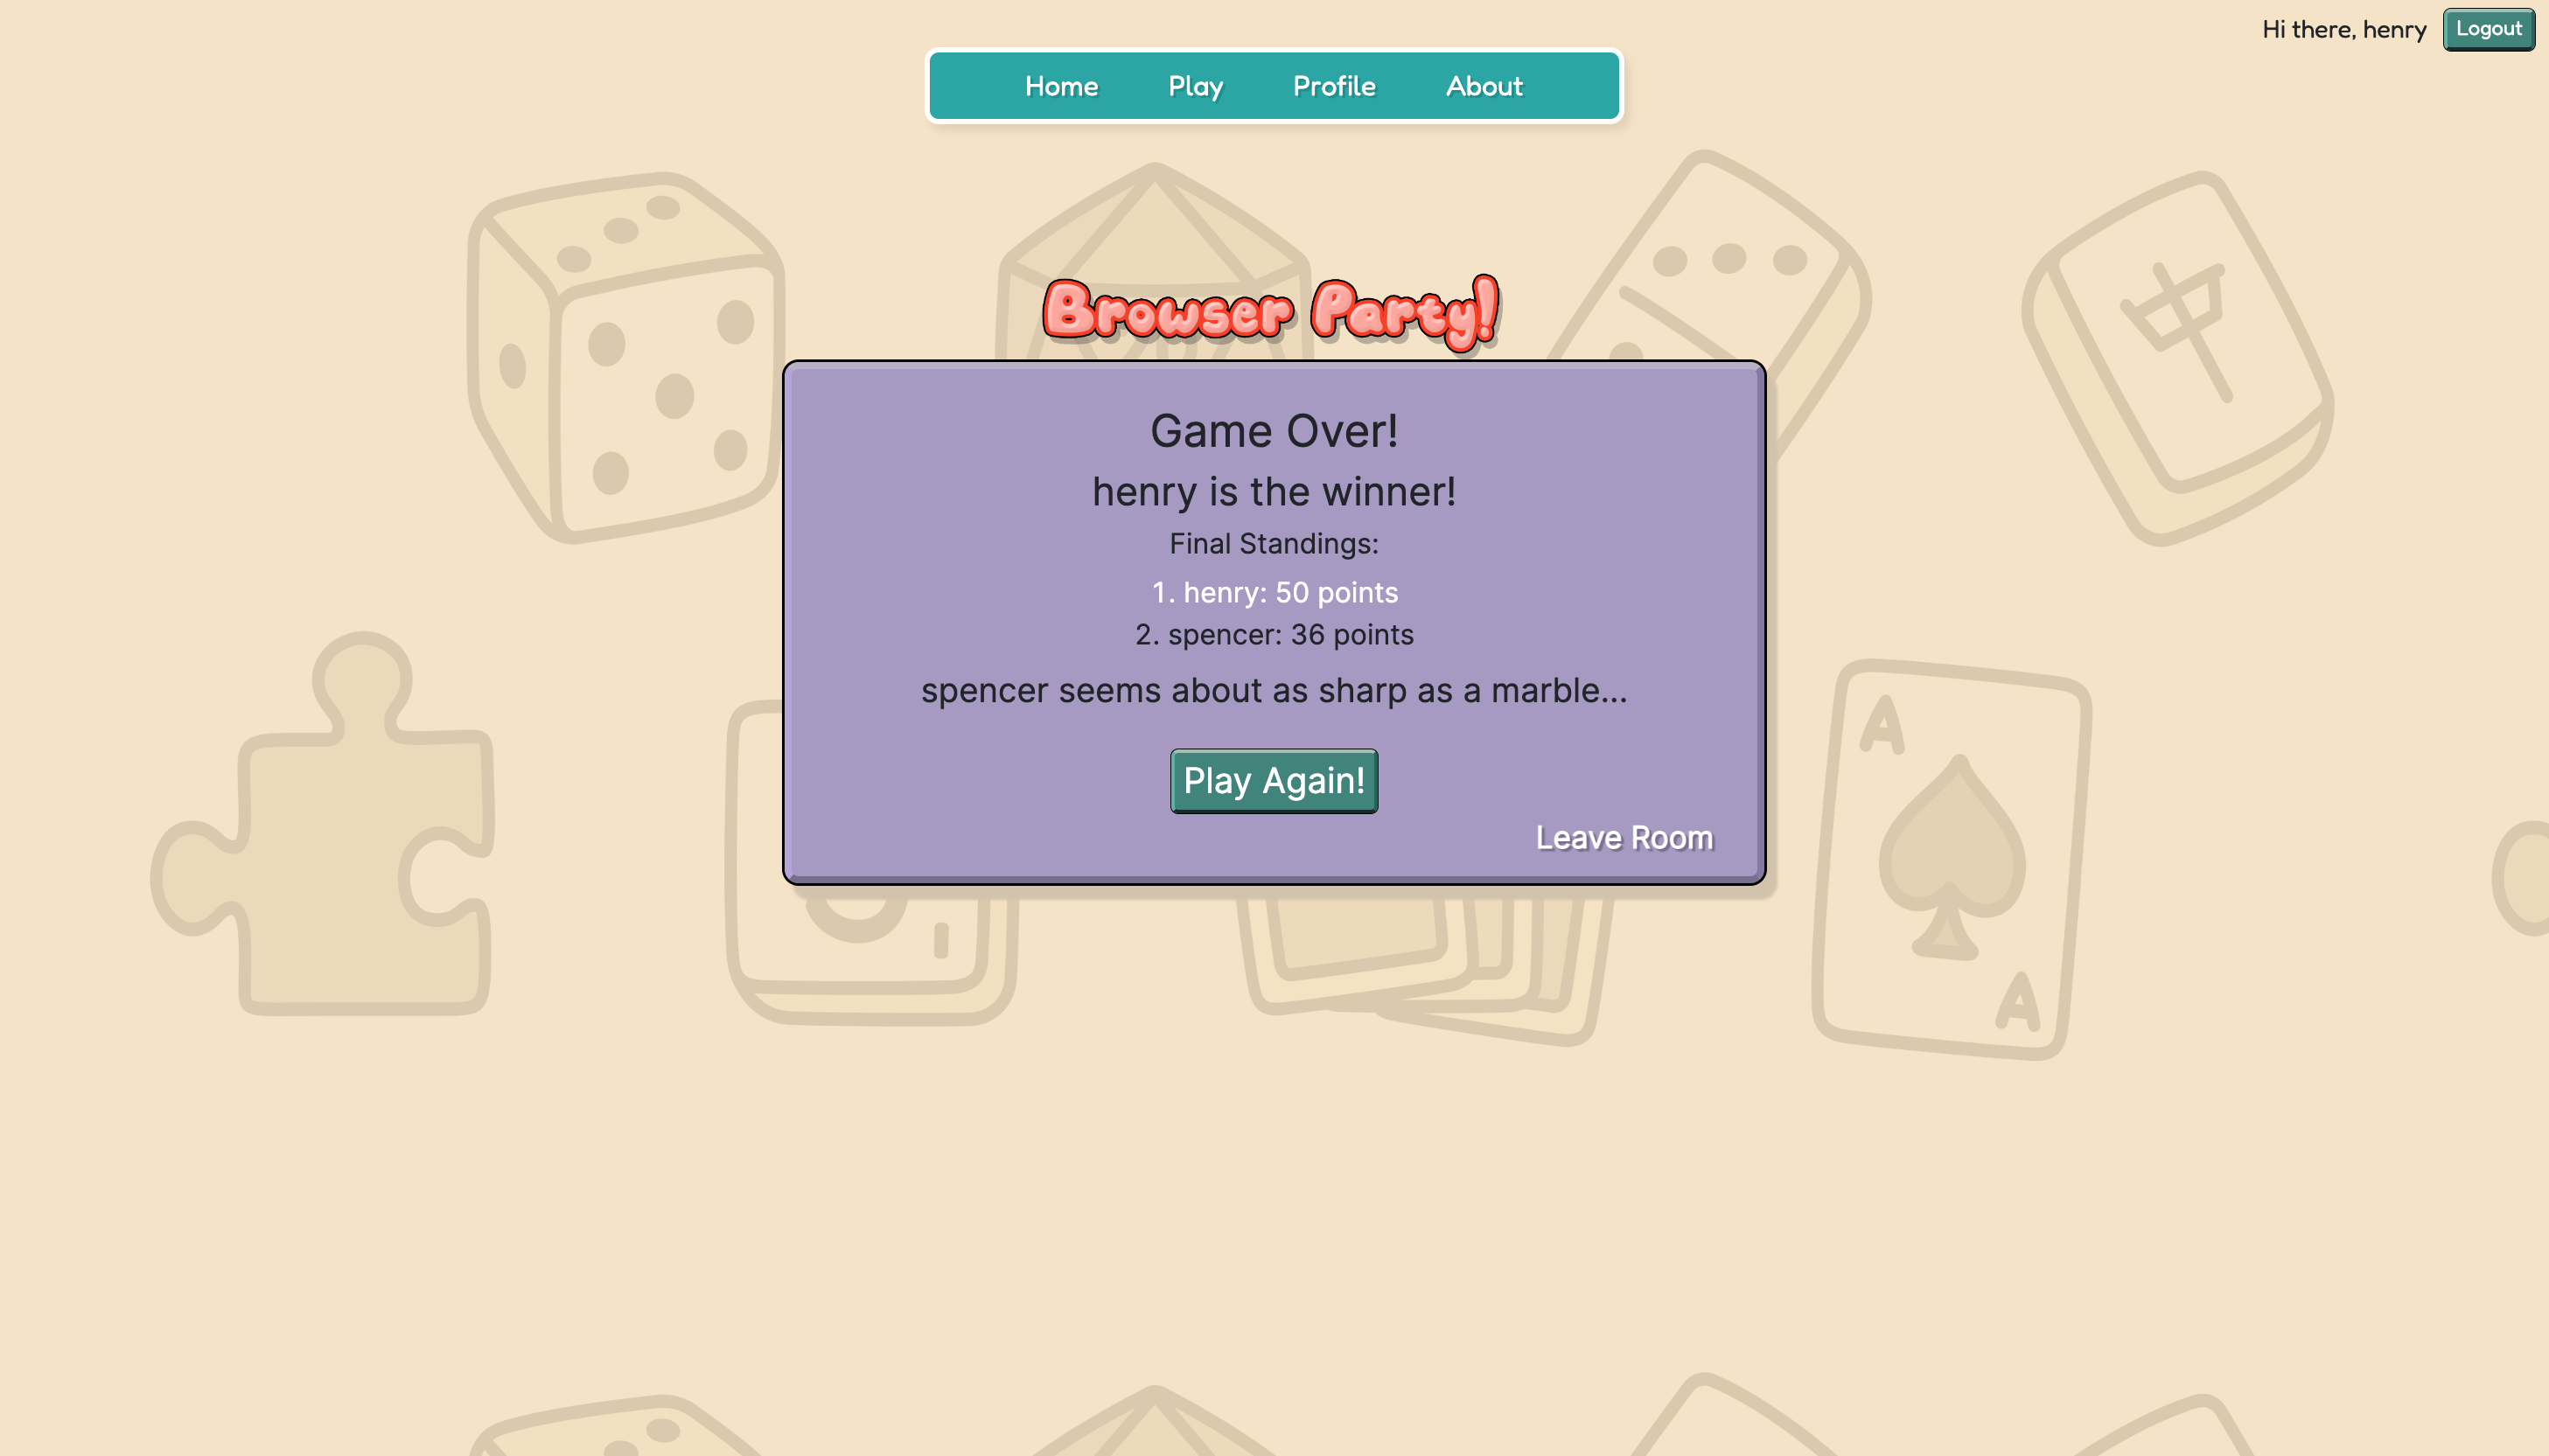 Hi there, henry Logout
Home Play Profile About
Browser Party!
Game Over!
henry is the winner!
Final Standings:
1. henry: 50 points
2. spencer: 36 points
spencer seems about as sharp as a marble...
Play Again!
Leave Room
中
A
A